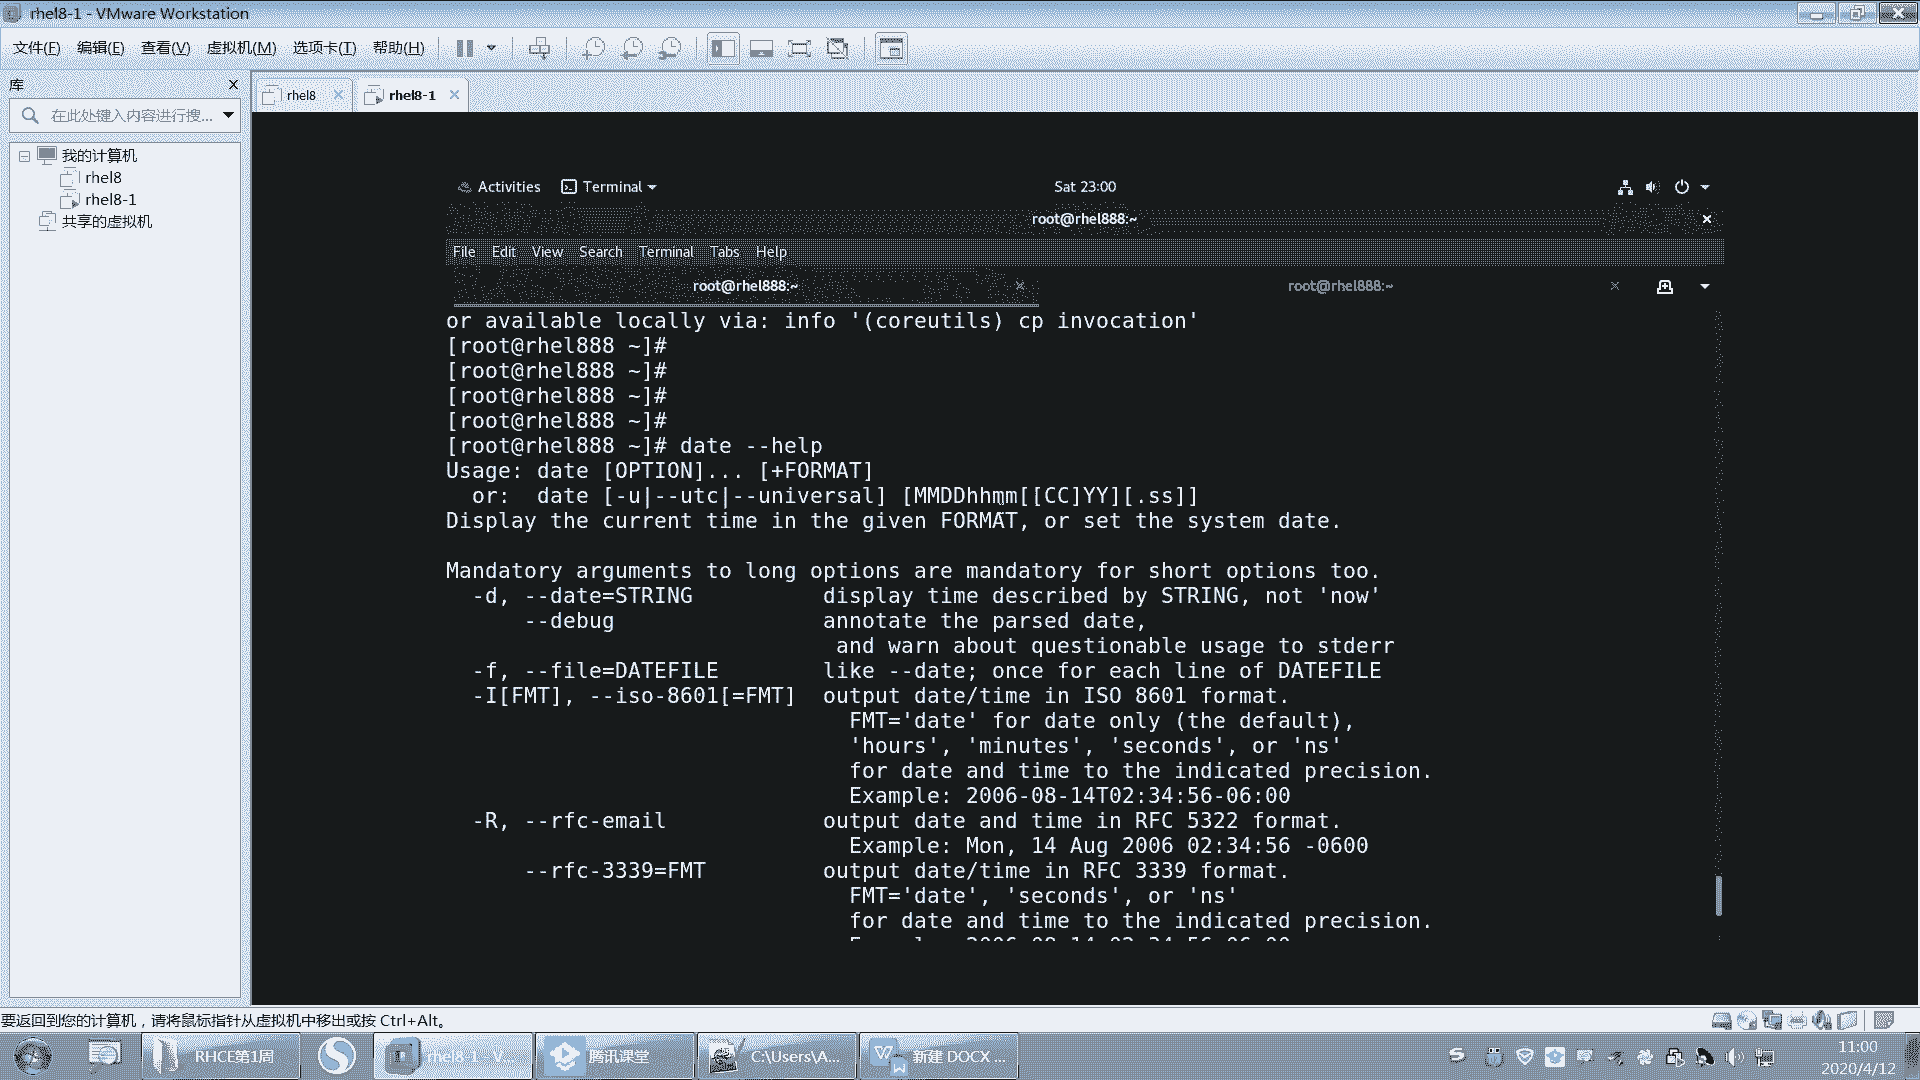 rhel8-1 - VMware Workstation
文件(F) 编辑(E) 查看(V) 虚拟机(M) 选项卡(T) 帮助(H)
库
在此处键入内容进行搜...
我的计算机
rhel8
rhel8-1
共享的虚拟机
rhel8 rhel8-1
Activities Terminal Sat 23:00
root@rhel888:~
File Edit View Search Terminal Tabs Help
root@rhel888:~ root@rhel888:~
or available locally via: info '(coreutils) cp invocation'
[root@rhel888 ~]#
[root@rhel888 ~]#
[root@rhel888 ~]#
[root@rhel888 ~]#
[root@rhel888 ~]# date --help
Usage: date [OPTION]... [+FORMAT]
or: date [-u|--utc|--universal] [MMDDhhmm[[CC]YY][.ss]]
Display the current time in the given FORMAT, or set the system date.
Mandatory arguments to long options are mandatory for short options too.
-d, --date=STRING display time described by STRING, not 'now'
--debug annotate the parsed date,
and warn about questionable usage to stderr
-f, --file=DATEFILE like --date; once for each line of DATEFILE
-I[FMT], --iso-8601[=FMT] output date/time in ISO 8601 format.
FMT='date' for date only (the default),
'hours', 'minutes', 'seconds', or 'ns'
for date and time to the indicated precision.
Example: 2006-08-14T02:34:56-06:00
-R, --rfc-email output date and time in RFC 5322 format.
Example: Mon, 14 Aug 2006 02:34:56 -0600
--rfc-3339=FMT output date/time in RFC 3339 format.
FMT='date', 'seconds', or 'ns'
for date and time to the indicated precision.
要返回到您的计算机，请将鼠标指针从虚拟机中移出或按 Ctrl+Alt。
RHCE第1周 rhel8-1 - V... 腾讯课堂 C:\Users\A... 新建 DOCX ...
11:00
2020/4/12